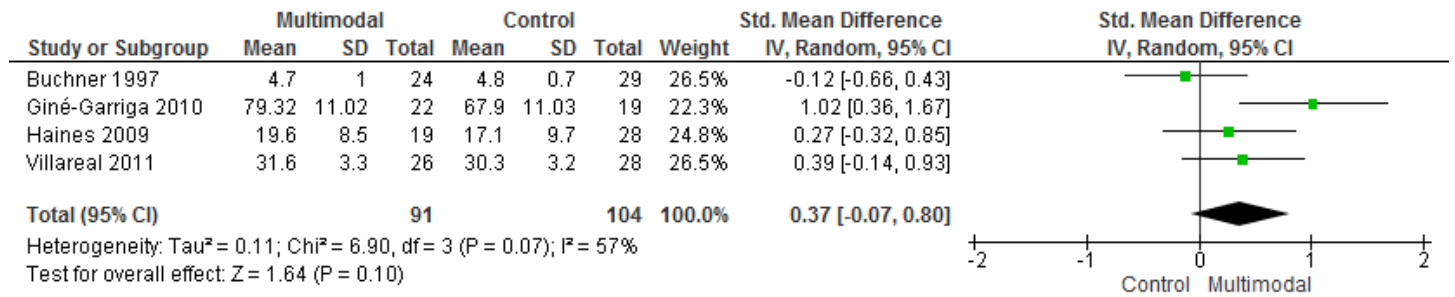 Multimodal Control Std. Mean Difference Std. Mean Difference
Study or Subgroup Mean SD Total Mean SD Total Weight IV, Random, 95% CI IV, Random, 95% CI
Buchner 1997 4.7 1 24 4.8 0.7 29 26.5% -0.12 [-0.66, 0.43]
Giné-Garriga 2010 79.32 11.02 22 67.9 11.03 19 22.3% 1.02 [0.36, 1.67]
Haines 2009 19.6 8.5 19 17.1 9.7 28 24.8% 0.27 [-0.32, 0.85]
Villareal 2011 31.6 3.3 26 30.3 3.2 28 26.5% 0.39 [-0.14, 0.93]
Total (95% CI) 91 104 100.0% 0.37 [-0.07, 0.80]
Heterogeneity: Tau² = 0.11; Chi² = 6.90, df = 3 (P = 0.07); I² = 57%
Test for overall effect: Z = 1.64 (P = 0.10)
-2 -1 0 1 2
Control Multimodal